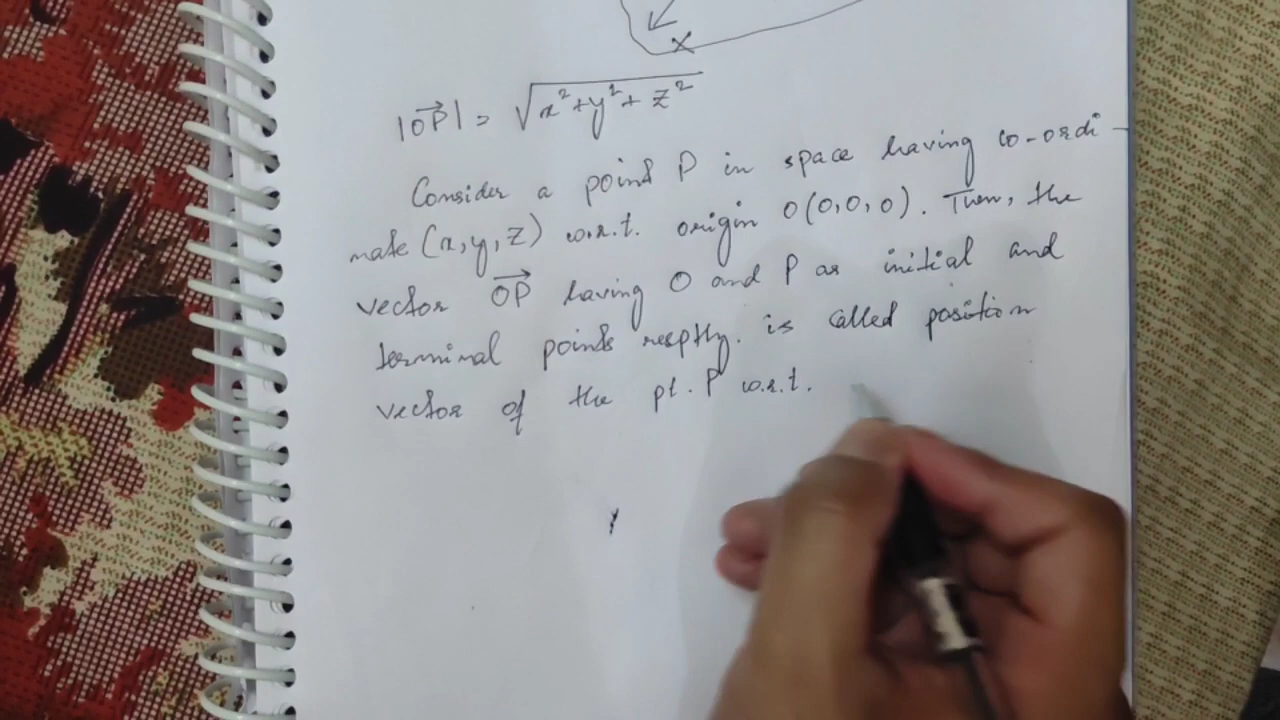 X
|OP→| = √x²+y²+z²
Consider a point P in space having co-ordi-
nate (x,y,z) w.r.t. origin O(0,0,0). Then, the
vector OP→ having O and P as initial and
terminal points resptly. is called position
vector of the pt. P w.r.t.